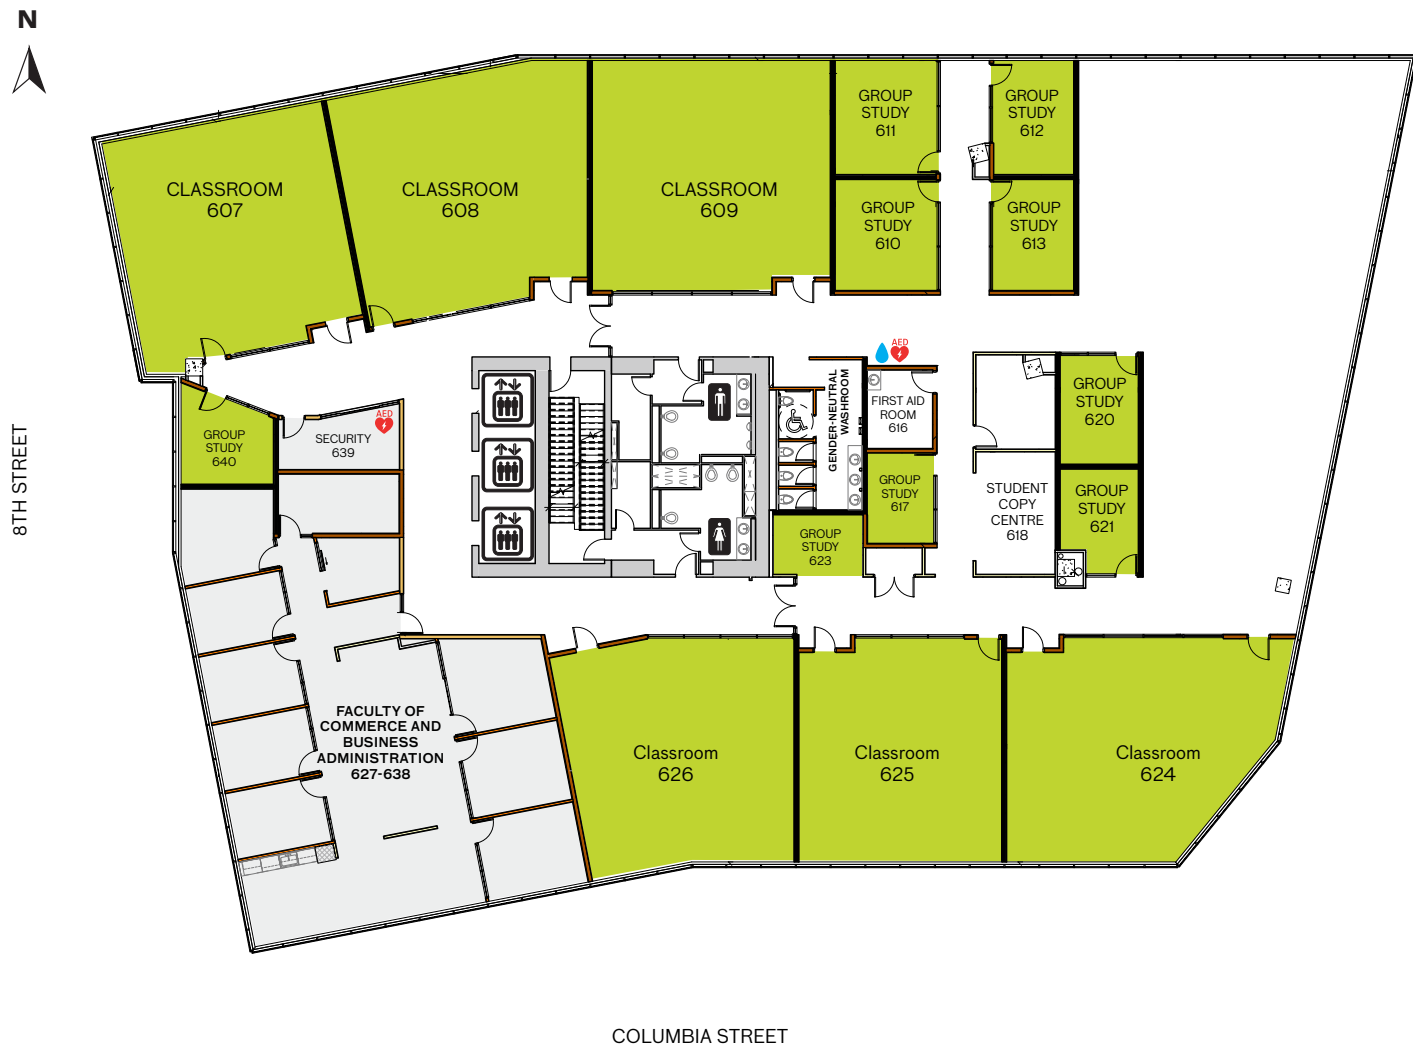 N
CLASSROOM
607
CLASSROOM
608
CLASSROOM
609
GROUP
STUDY
611
GROUP
STUDY
612
GROUP
STUDY
610
GROUP
STUDY
613
AED
GENDER-NEUTRAL
WASHROOM
FIRST AID
ROOM
616
GROUP
STUDY
620
AED
SECURITY
639
GROUP
STUDY
640
8TH STREET
GROUP
STUDY
617
STUDENT
COPY
CENTRE
618
GROUP
STUDY
621
GROUP
STUDY
623
FACULTY OF
COMMERCE AND
BUSINESS
ADMINISTRATION
627-638
Classroom
626
Classroom
625
Classroom
624
COLUMBIA STREET